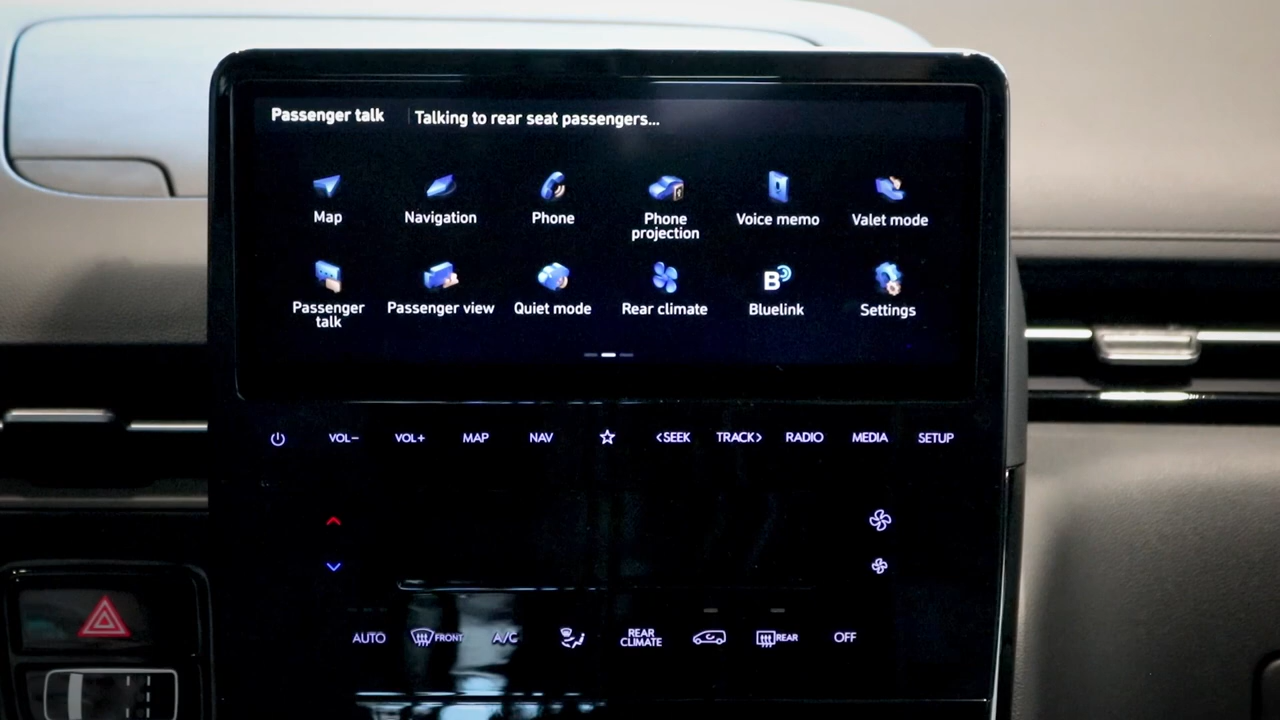 Passenger talk
Talking to rear seat passengers...
Map
Navigation
Phone
Phone
projection
Voice memo
Valet mode
Passenger
talk
Passenger view
Quiet mode
Rear climate
Bluelink
Settings
VOL−
VOL+
MAP
NAV
<SEEK
TRACK>
RADIO
MEDIA
SETUP
AUTO
FRONT
A/C
REAR
CLIMATE
REAR
OFF